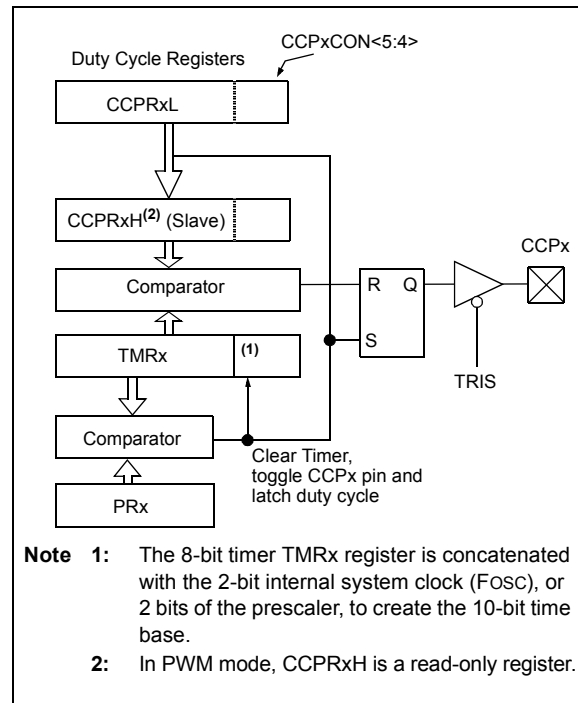 CCPxCON<5:4>
Duty Cycle Registers
CCPRxL
CCPRxH(2) (Slave)
CCPx
Comparator
R Q
TMRx (1)
S
TRIS
Comparator
Clear Timer,
toggle CCPx pin and
latch duty cycle
PRx
Note 1: The 8-bit timer TMRx register is concatenated
with the 2-bit internal system clock (FOSC), or
2 bits of the prescaler, to create the 10-bit time
base.
2: In PWM mode, CCPRxH is a read-only register.